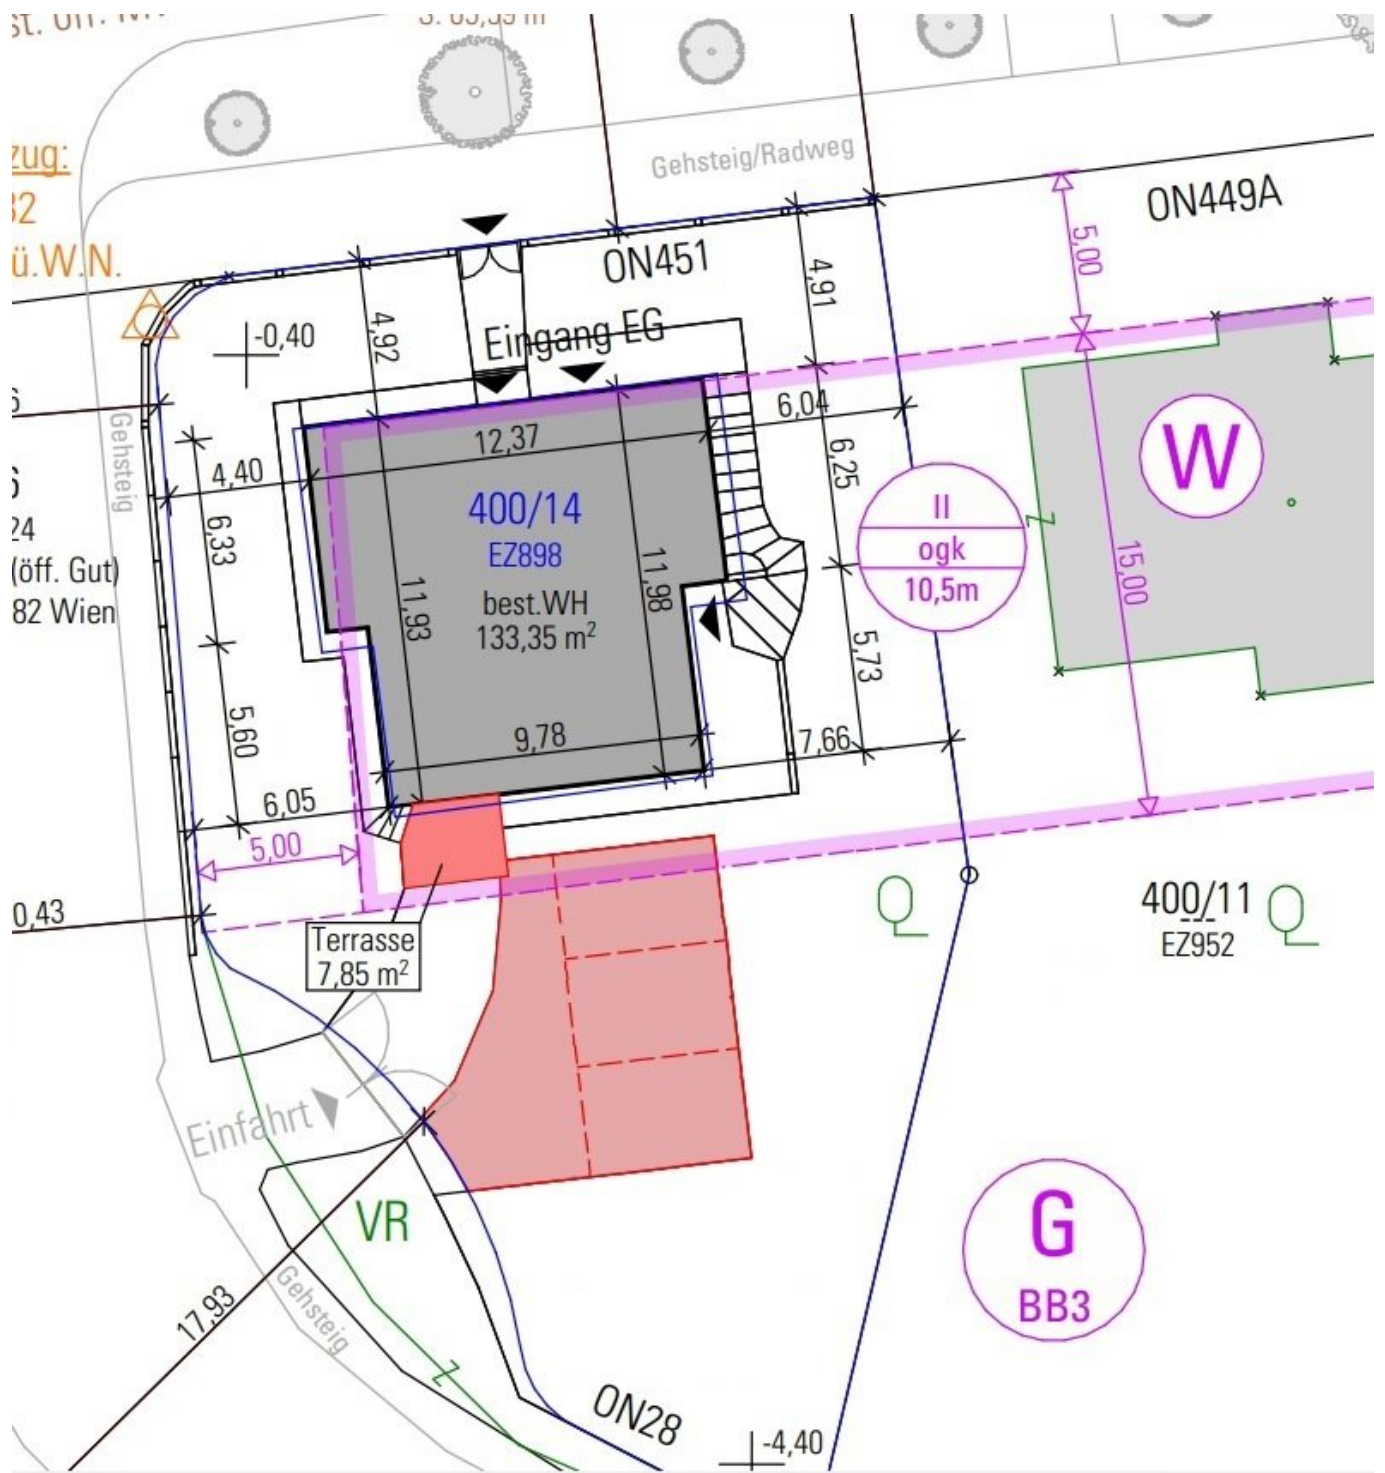 zug:
ü.W.N.
Gehsteig/Radweg
ON449A
5,00
ON451
4,91
4,92
-0,40
Eingang EG
6,04
12,37
4,40
Gehsteig
6,25
W
400/14
EZ898
II
ogk
10,5m
6,33
24
(öff. Gut)
82 Wien
11,93
11,98
best.WH
133,35 m²
15,00
5,73
5,60
9,78
7,66
6,05
5,00
0,43
400/11
EZ952
Terrasse
7,85 m²
Einfahrt
VR
G
BB3
17,93
Gehsteig
ON28
-4,40